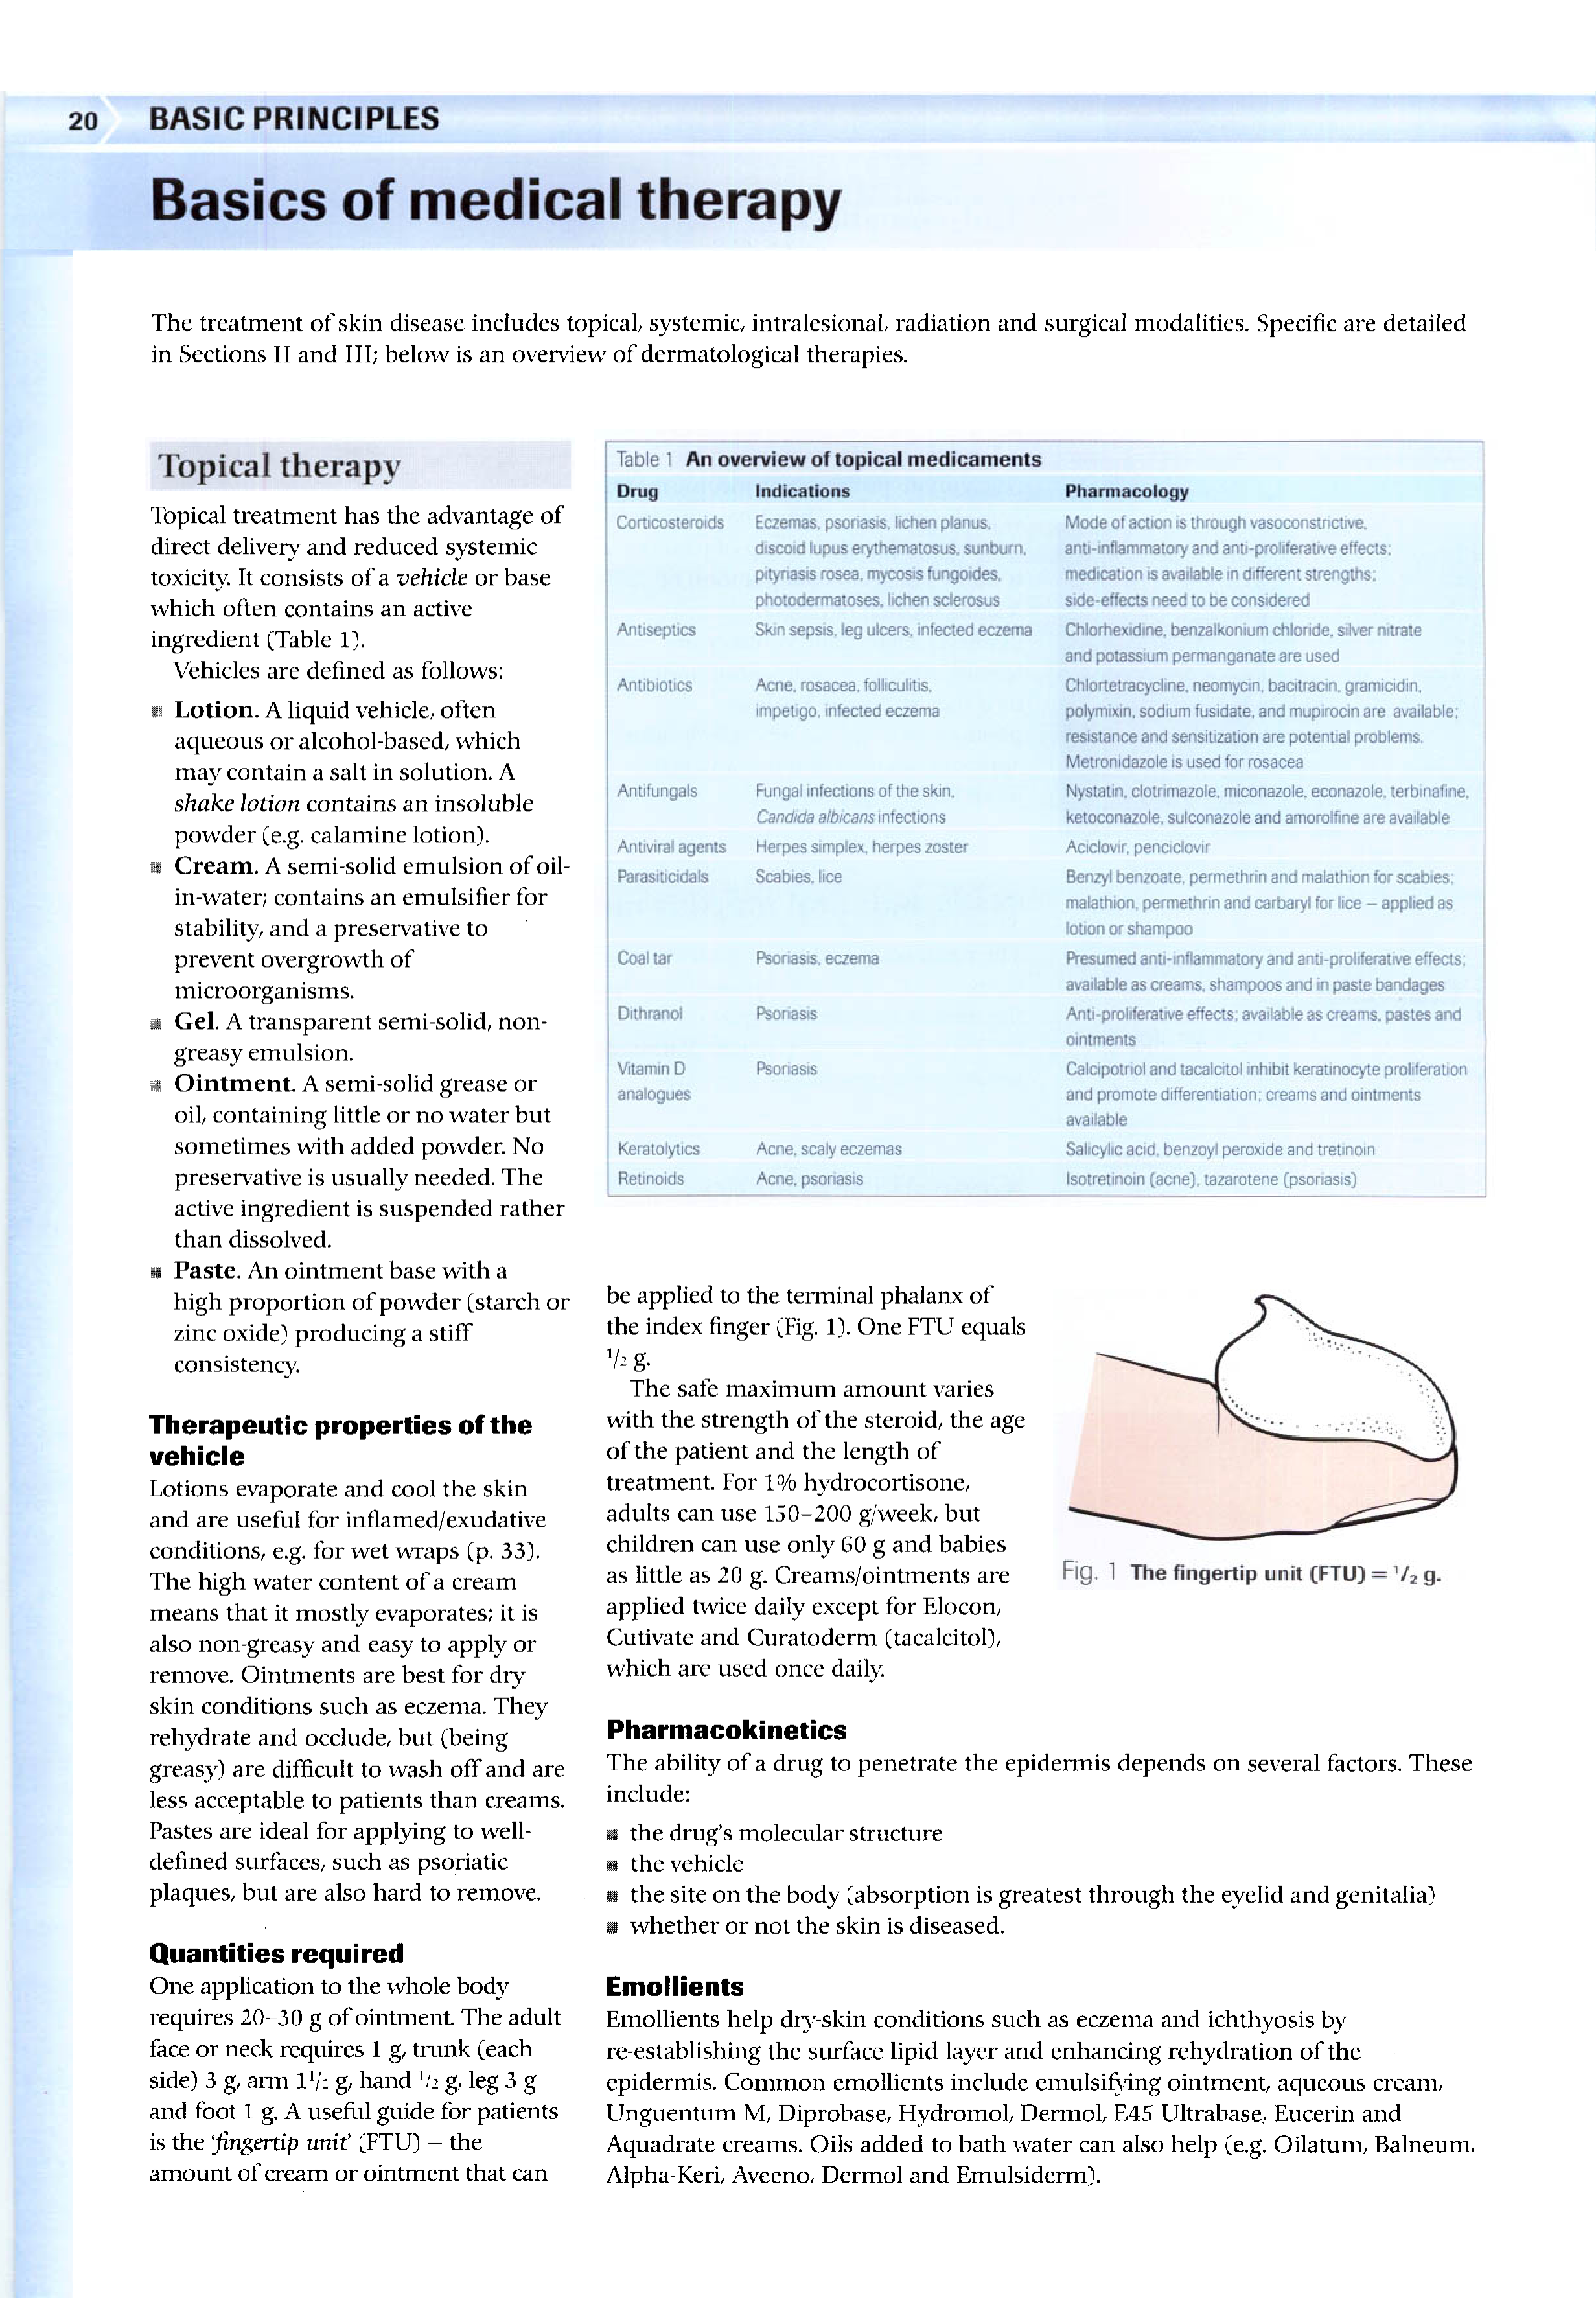 20 BASIC PRINCIPLES
Basics of medical therapy
The treatment of skin disease includes topical, systemic, intralesional, radiation and surgical modalities. Specific are detailed
in Sections II and III; below is an overview of dermatological therapies.
Topical therapy
Topical treatment has the advantage of
direct delivery and reduced systemic
toxicity. It consists of a vehicle or base
which often contains an active
ingredient (Table 1).
Vehicles are defined as follows:
Lotion. A liquid vehicle, often
aqueous or alcohol-based, which
may contain a salt in solution. A
shake lotion contains an insoluble
powder (e.g. calamine lotion).
Cream. A semi-solid emulsion of oil-
in-water; contains an emulsifier for
stability, and a preservative to
prevent overgrowth of
microorganisms.
Gel. A transparent semi-solid, non-
greasy emulsion.
Ointment. A semi-solid grease or
oil, containing little or no water but
sometimes with added powder. No
preservative is usually needed. The
active ingredient is suspended rather
than dissolved.
Paste. An ointment base with a
high proportion of powder (starch or
zinc oxide) producing a stiff
consistency.
Therapeutic properties of the
vehicle
Lotions evaporate and cool the skin
and are useful for inflamed/exudative
conditions, e.g. for wet wraps (p. 33).
The high water content of a cream
means that it mostly evaporates; it is
also non-greasy and easy to apply or
remove. Ointments are best for dry
skin conditions such as eczema. They
rehydrate and occlude, but (being
greasy) are difficult to wash off and are
less acceptable to patients than creams.
Pastes are ideal for applying to well-
defined surfaces, such as psoriatic
plaques, but are also hard to remove.
Quantities required
One application to the whole body
requires 20–30 g of ointment. The adult
face or neck requires 1 g, trunk (each
side) 3 g, arm 1½ g, hand ½ g, leg 3 g
and foot 1 g. A useful guide for patients
is the 'fingertip unit' (FTU) – the
amount of cream or ointment that can
Table 1 An overview of topical medicaments
Drug Indications Pharmacology
Corticosteroids Eczemas, psoriasis, lichen planus, Mode of action is through vasoconstrictive,
discoid lupus erythematosus, sunburn, anti-inflammatory and anti-proliferative effects;
pityriasis rosea, mycosis fungoides, medication is available in different strengths;
photodermatoses, lichen sclerosus side-effects need to be considered
Antiseptics Skin sepsis, leg ulcers, infected eczema Chlorhexidine, benzalkonium chloride, silver nitrate
and potassium permanganate are used
Antibiotics Acne, rosacea, folliculitis, Chlortetracycline, neomycin, bacitracin, gramicidin,
impetigo, infected eczema polymixin, sodium fusidate, and mupirocin are available;
resistance and sensitization are potential problems.
Metronidazole is used for rosacea
Antifungals Fungal infections of the skin, Nystatin, clotrimazole, miconazole, econazole, terbinafine,
Candida albicans infections ketoconazole, sulconazole and amorolfine are available
Antiviral agents Herpes simplex, herpes zoster Aciclovir, penciclovir
Parasiticidals Scabies, lice Benzyl benzoate, permethrin and malathion for scabies;
malathion, permethrin and carbaryl for lice – applied as
lotion or shampoo
Coal tar Psoriasis, eczema Presumed anti-inflammatory and anti-proliferative effects;
available as creams, shampoos and in paste bandages
Dithranol Psoriasis Anti-proliferative effects; available as creams, pastes and
ointments
Vitamin D Psoriasis Calcipotriol and tacalcitol inhibit keratinocyte proliferation
analogues and promote differentiation; creams and ointments
available
Keratolytics Acne, scaly eczemas Salicylic acid, benzoyl peroxide and tretinoin
Retinoids Acne, psoriasis Isotretinoin (acne), tazarotene (psoriasis)
be applied to the terminal phalanx of
the index finger (Fig. 1). One FTU equals
½ g.
The safe maximum amount varies
with the strength of the steroid, the age
of the patient and the length of
treatment. For 1% hydrocortisone,
adults can use 150–200 g/week, but
children can use only 60 g and babies
as little as 20 g. Creams/ointments are
applied twice daily except for Elocon,
Cutivate and Curatoderm (tacalcitol),
which are used once daily.
Fig. 1 The fingertip unit (FTU) = ½ g.
Pharmacokinetics
The ability of a drug to penetrate the epidermis depends on several factors. These
include:
the drug's molecular structure
the vehicle
the site on the body (absorption is greatest through the eyelid and genitalia)
whether or not the skin is diseased.
Emollients
Emollients help dry-skin conditions such as eczema and ichthyosis by
re-establishing the surface lipid layer and enhancing rehydration of the
epidermis. Common emollients include emulsifying ointment, aqueous cream,
Unguentum M, Diprobase, Hydromol, Dermol, E45 Ultrabase, Eucerin and
Aquadrate creams. Oils added to bath water can also help (e.g. Oilatum, Balneum,
Alpha-Keri, Aveeno, Dermol and Emulsiderm).